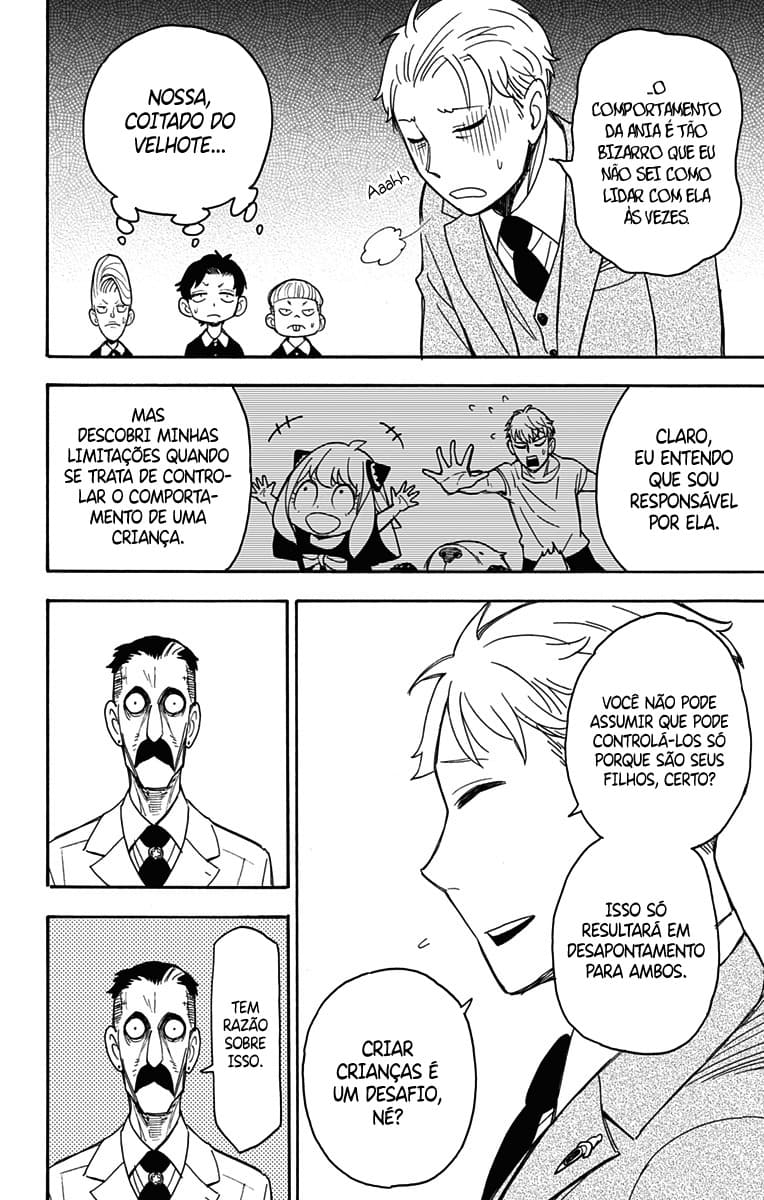 ...O
COMPORTAMENTO
DA ANIA É TÃO
BIZARRO QUE EU
NÃO SEI COMO
LIDAR COM ELA
ÀS VEZES.
Aaahh
NOSSA,
COITADO DO
VELHOTE...
CLARO,
EU ENTENDO
QUE SOU
RESPONSÁVEL
POR ELA.
MAS
DESCOBRI MINHAS
LIMITAÇÕES QUANDO
SE TRATA DE CONTRO-
LAR O COMPORTA-
MENTO DE UMA
CRIANÇA.
VOCÊ NÃO PODE
ASSUMIR QUE PODE
CONTROLÁ-LOS SÓ
PORQUE SÃO SEUS
FILHOS, CERTO?
ISSO SÓ
RESULTARÁ EM
DESAPONTAMENTO
PARA AMBOS.
CRIAR
CRIANÇAS É
UM DESAFIO,
NÉ?
TEM
RAZÃO
SOBRE
ISSO.